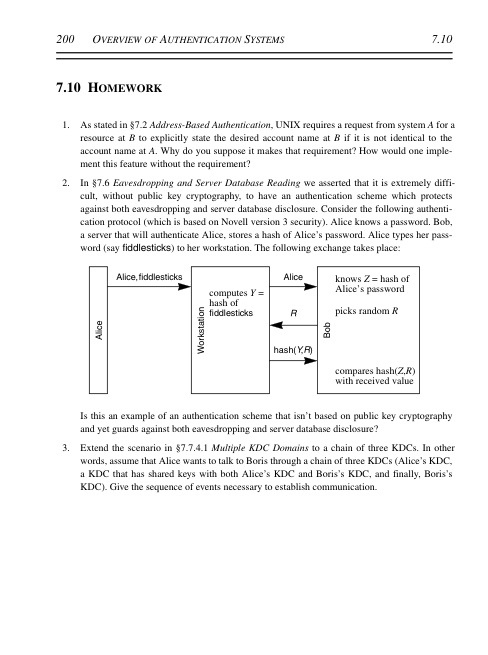 200 OVERVIEW OF AUTHENTICATION SYSTEMS 7.10
7.10 HOMEWORK
1. As stated in §7.2 Address-Based Authentication, UNIX requires a request from system A for a
resource at B to explicitly state the desired account name at B if it is not identical to the
account name at A. Why do you suppose it makes that requirement? How would one imple-
ment this feature without the requirement?
2. In §7.6 Eavesdropping and Server Database Reading we asserted that it is extremely diffi-
cult, without public key cryptography, to have an authentication scheme which protects
against both eavesdropping and server database disclosure. Consider the following authenti-
cation protocol (which is based on Novell version 3 security). Alice knows a password. Bob,
a server that will authenticate Alice, stores a hash of Alice's password. Alice types her pass-
word (say fiddlesticks) to her workstation. The following exchange takes place:
Alice
Alice, fiddlesticks
Workstation
computes Y =
hash of
fiddlesticks
Alice
R
hash(Y,R)
Bob
knows Z = hash of
Alice's password
picks random R
compares hash(Z,R)
with received value
Is this an example of an authentication scheme that isn't based on public key cryptography
and yet guards against both eavesdropping and server database disclosure?
3. Extend the scenario in §7.7.4.1 Multiple KDC Domains to a chain of three KDCs. In other
words, assume that Alice wants to talk to Boris through a chain of three KDCs (Alice's KDC,
a KDC that has shared keys with both Alice's KDC and Boris's KDC, and finally, Boris's
KDC). Give the sequence of events necessary to establish communication.